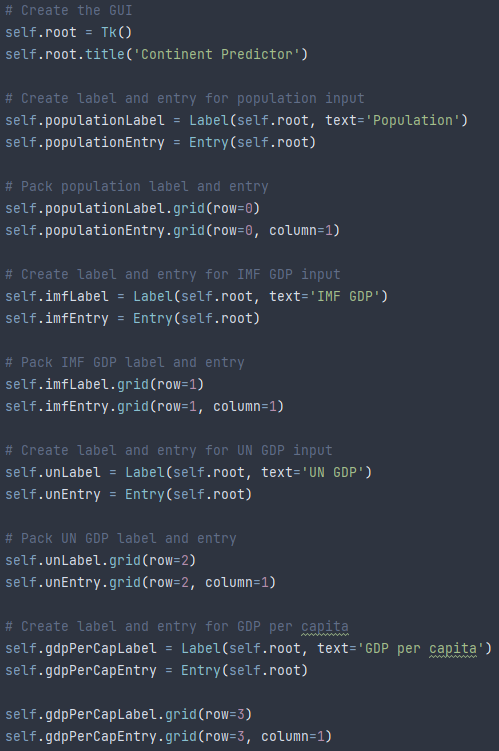 # Create the GUI
self.root = Tk()
self.root.title('Continent Predictor')
# Create label and entry for population input
self.populationLabel = Label(self.root, text='Population')
self.populationEntry = Entry(self.root)
# Pack population label and entry
self.populationLabel.grid(row=0)
self.populationEntry.grid(row=0, column=1)
# Create label and entry for IMF GDP input
self.imfLabel = Label(self.root, text='IMF GDP')
self.imfEntry = Entry(self.root)
# Pack IMF GDP label and entry
self.imfLabel.grid(row=1)
self.imfEntry.grid(row=1, column=1)
# Create label and entry for UN GDP input
self.unLabel = Label(self.root, text='UN GDP')
self.unEntry = Entry(self.root)
# Pack UN GDP label and entry
self.unLabel.grid(row=2)
self.unEntry.grid(row=2, column=1)
# Create label and entry for GDP per capita
self.gdpPerCapLabel = Label(self.root, text='GDP per capita')
self.gdpPerCapEntry = Entry(self.root)
self.gdpPerCapLabel.grid(row=3)
self.gdpPerCapEntry.grid(row=3, column=1)